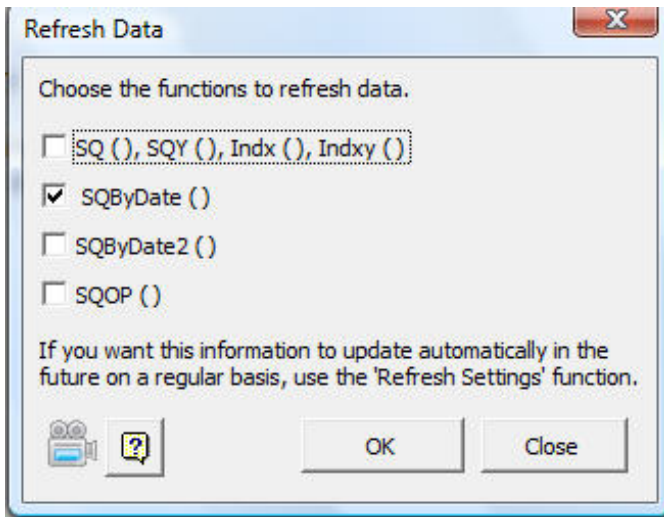 Refresh Data
Choose the functions to refresh data.
SQ ( ), SQY ( ), Indx ( ), Indxy ( )
SQByDate ( )
SQByDate2 ( )
SQOP ( )
If you want this information to update automatically in the
future on a regular basis, use the 'Refresh Settings' function.
OK
Close